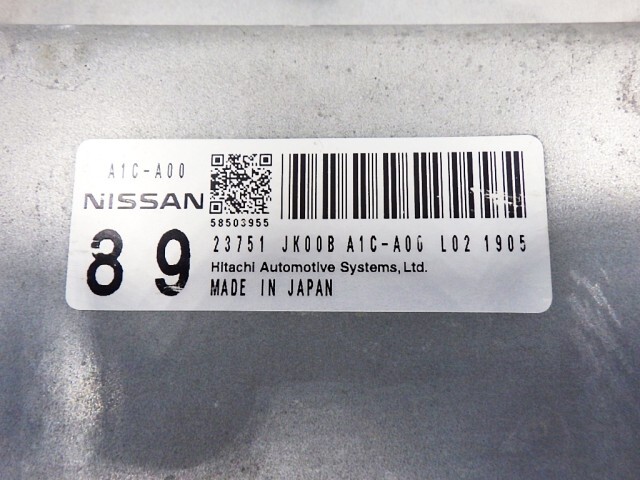 A1C-A00
NISSAN
58503955
89
23751 JK00B A1C-A00 L02 1905
Hitachi Automotive Systems, Ltd.
MADE IN JAPAN